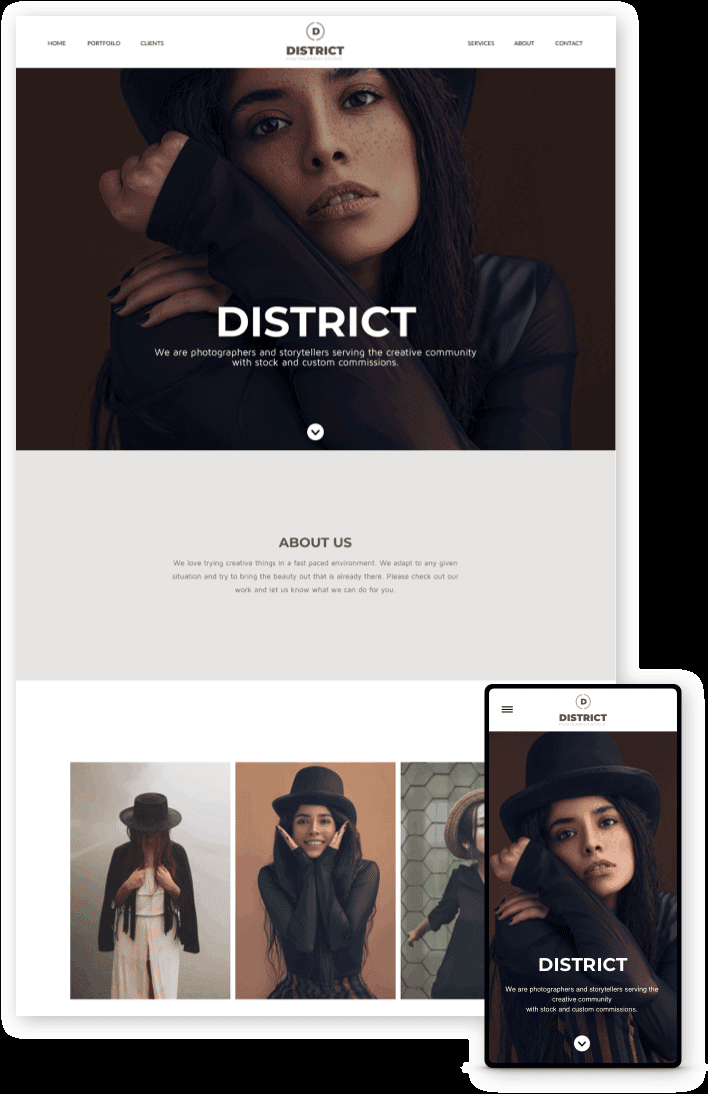 D
HOME
PORTFOILO
CLIENTS
DISTRICT
PHOTOGRAPHY STUDIO
SERVICES
ABOUT
CONTACT
DISTRICT
We are photographers and storytellers serving the creative community
with stock and custom commissions.
ABOUT US
We love trying creative things in a fast paced environment. We adapt to any given
situation and try to bring the beauty out that is already there. Please check out our
work and let us know what we can do for you.
D
DISTRICT
DISTRICT
We are photographers and storytellers serving the
creative community
with stock and custom commissions.